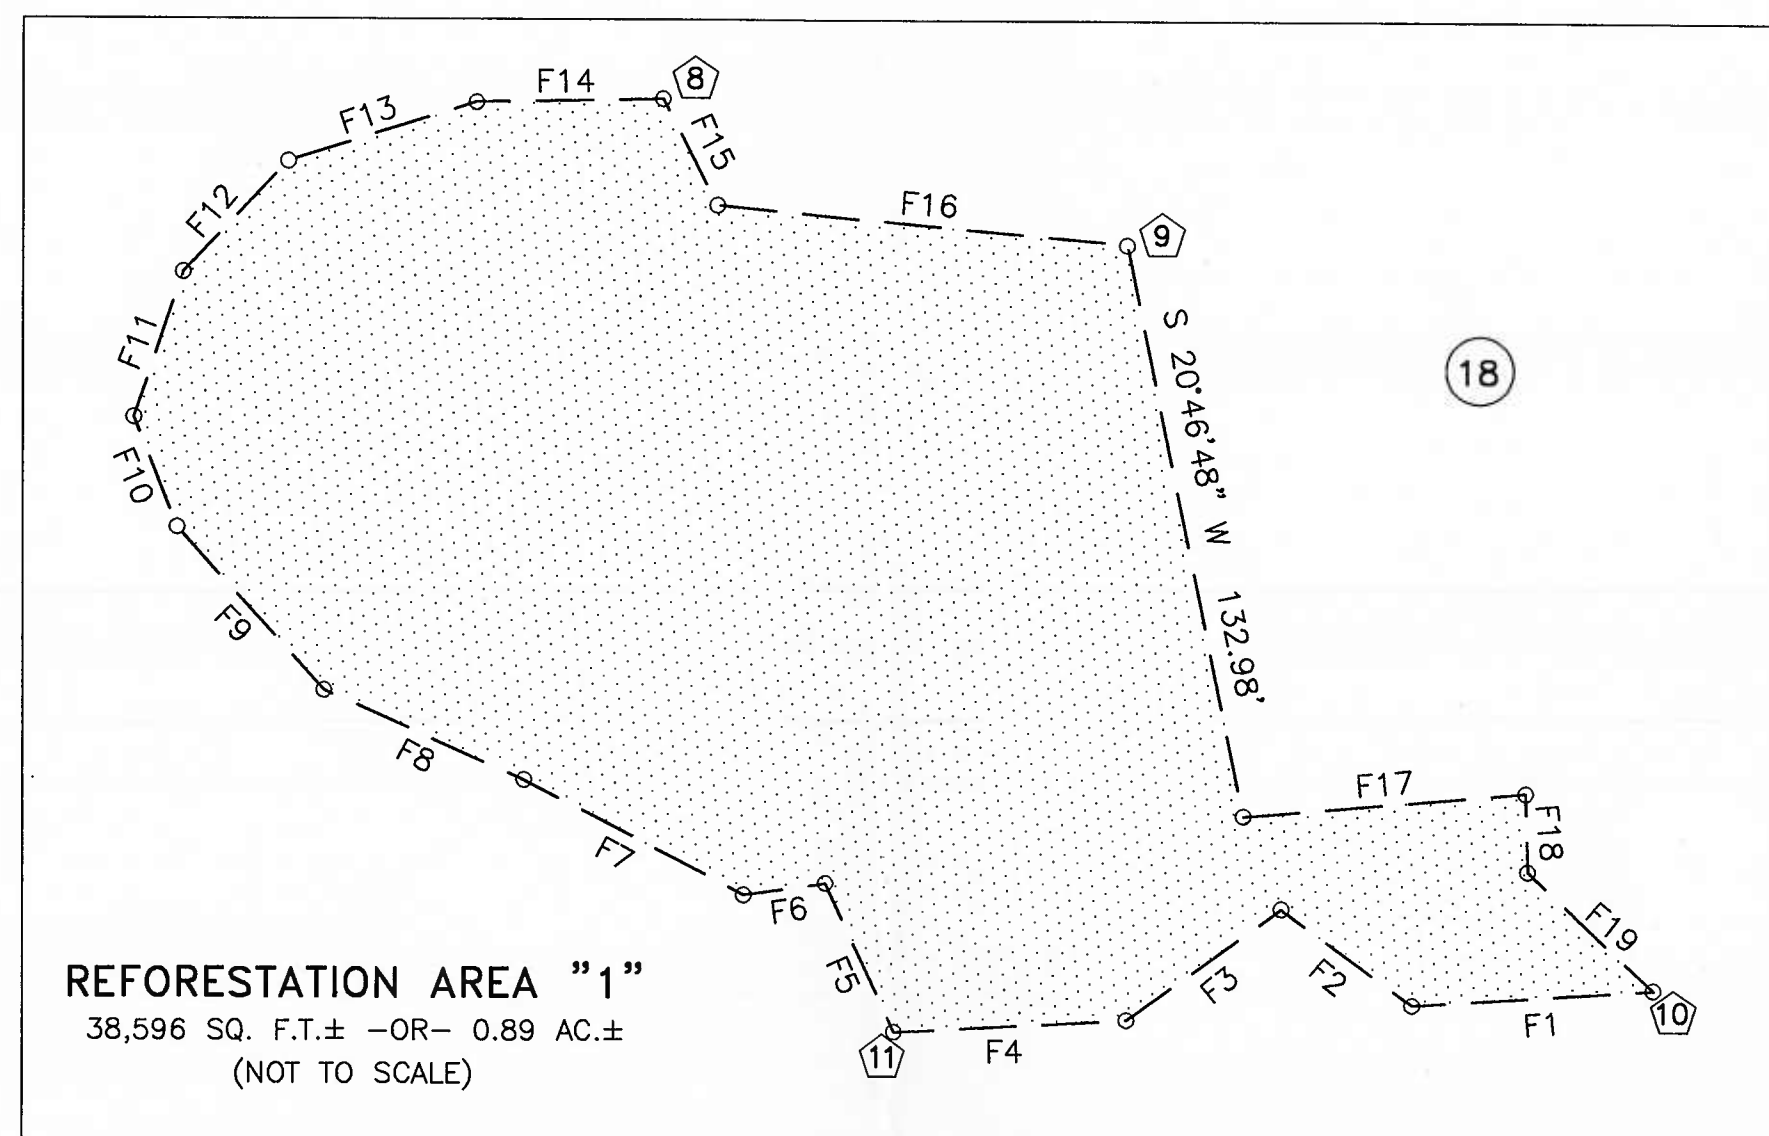 8
F14
F13
F15
F12
F16
9
F11
S 20°46'48" W 132.98'
18
F10
F9
F8
F17
F7
F18
F6
F19
F5
F3
F2
REFORESTATION AREA "1"
38,596 SQ. F.T.± -OR- 0.89 AC.±
(NOT TO SCALE)
10
F1
11
F4